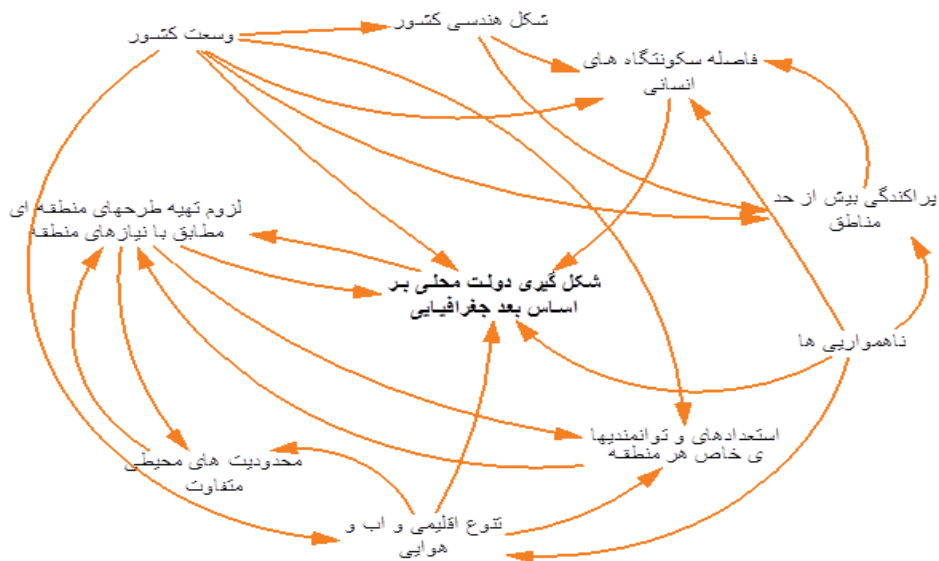 شکل هندسی کشور
وسعت کشور
فاصله سکونتگاه های
انسانی
پراکندگی بیش از حد
مناطق
لزوم تهیه طرحهای منطقه ای
مطابق با نیازهای منطقه
شکل گیری دولت محلی بر
اساس بعد جغرافیایی
ناهمواریی ها
استعدادهای و توانمندیها
ی خاص هر منطقه
محدودیت های محیطی
متفاوت
تنوع اقلیمی و اب و
هوایی